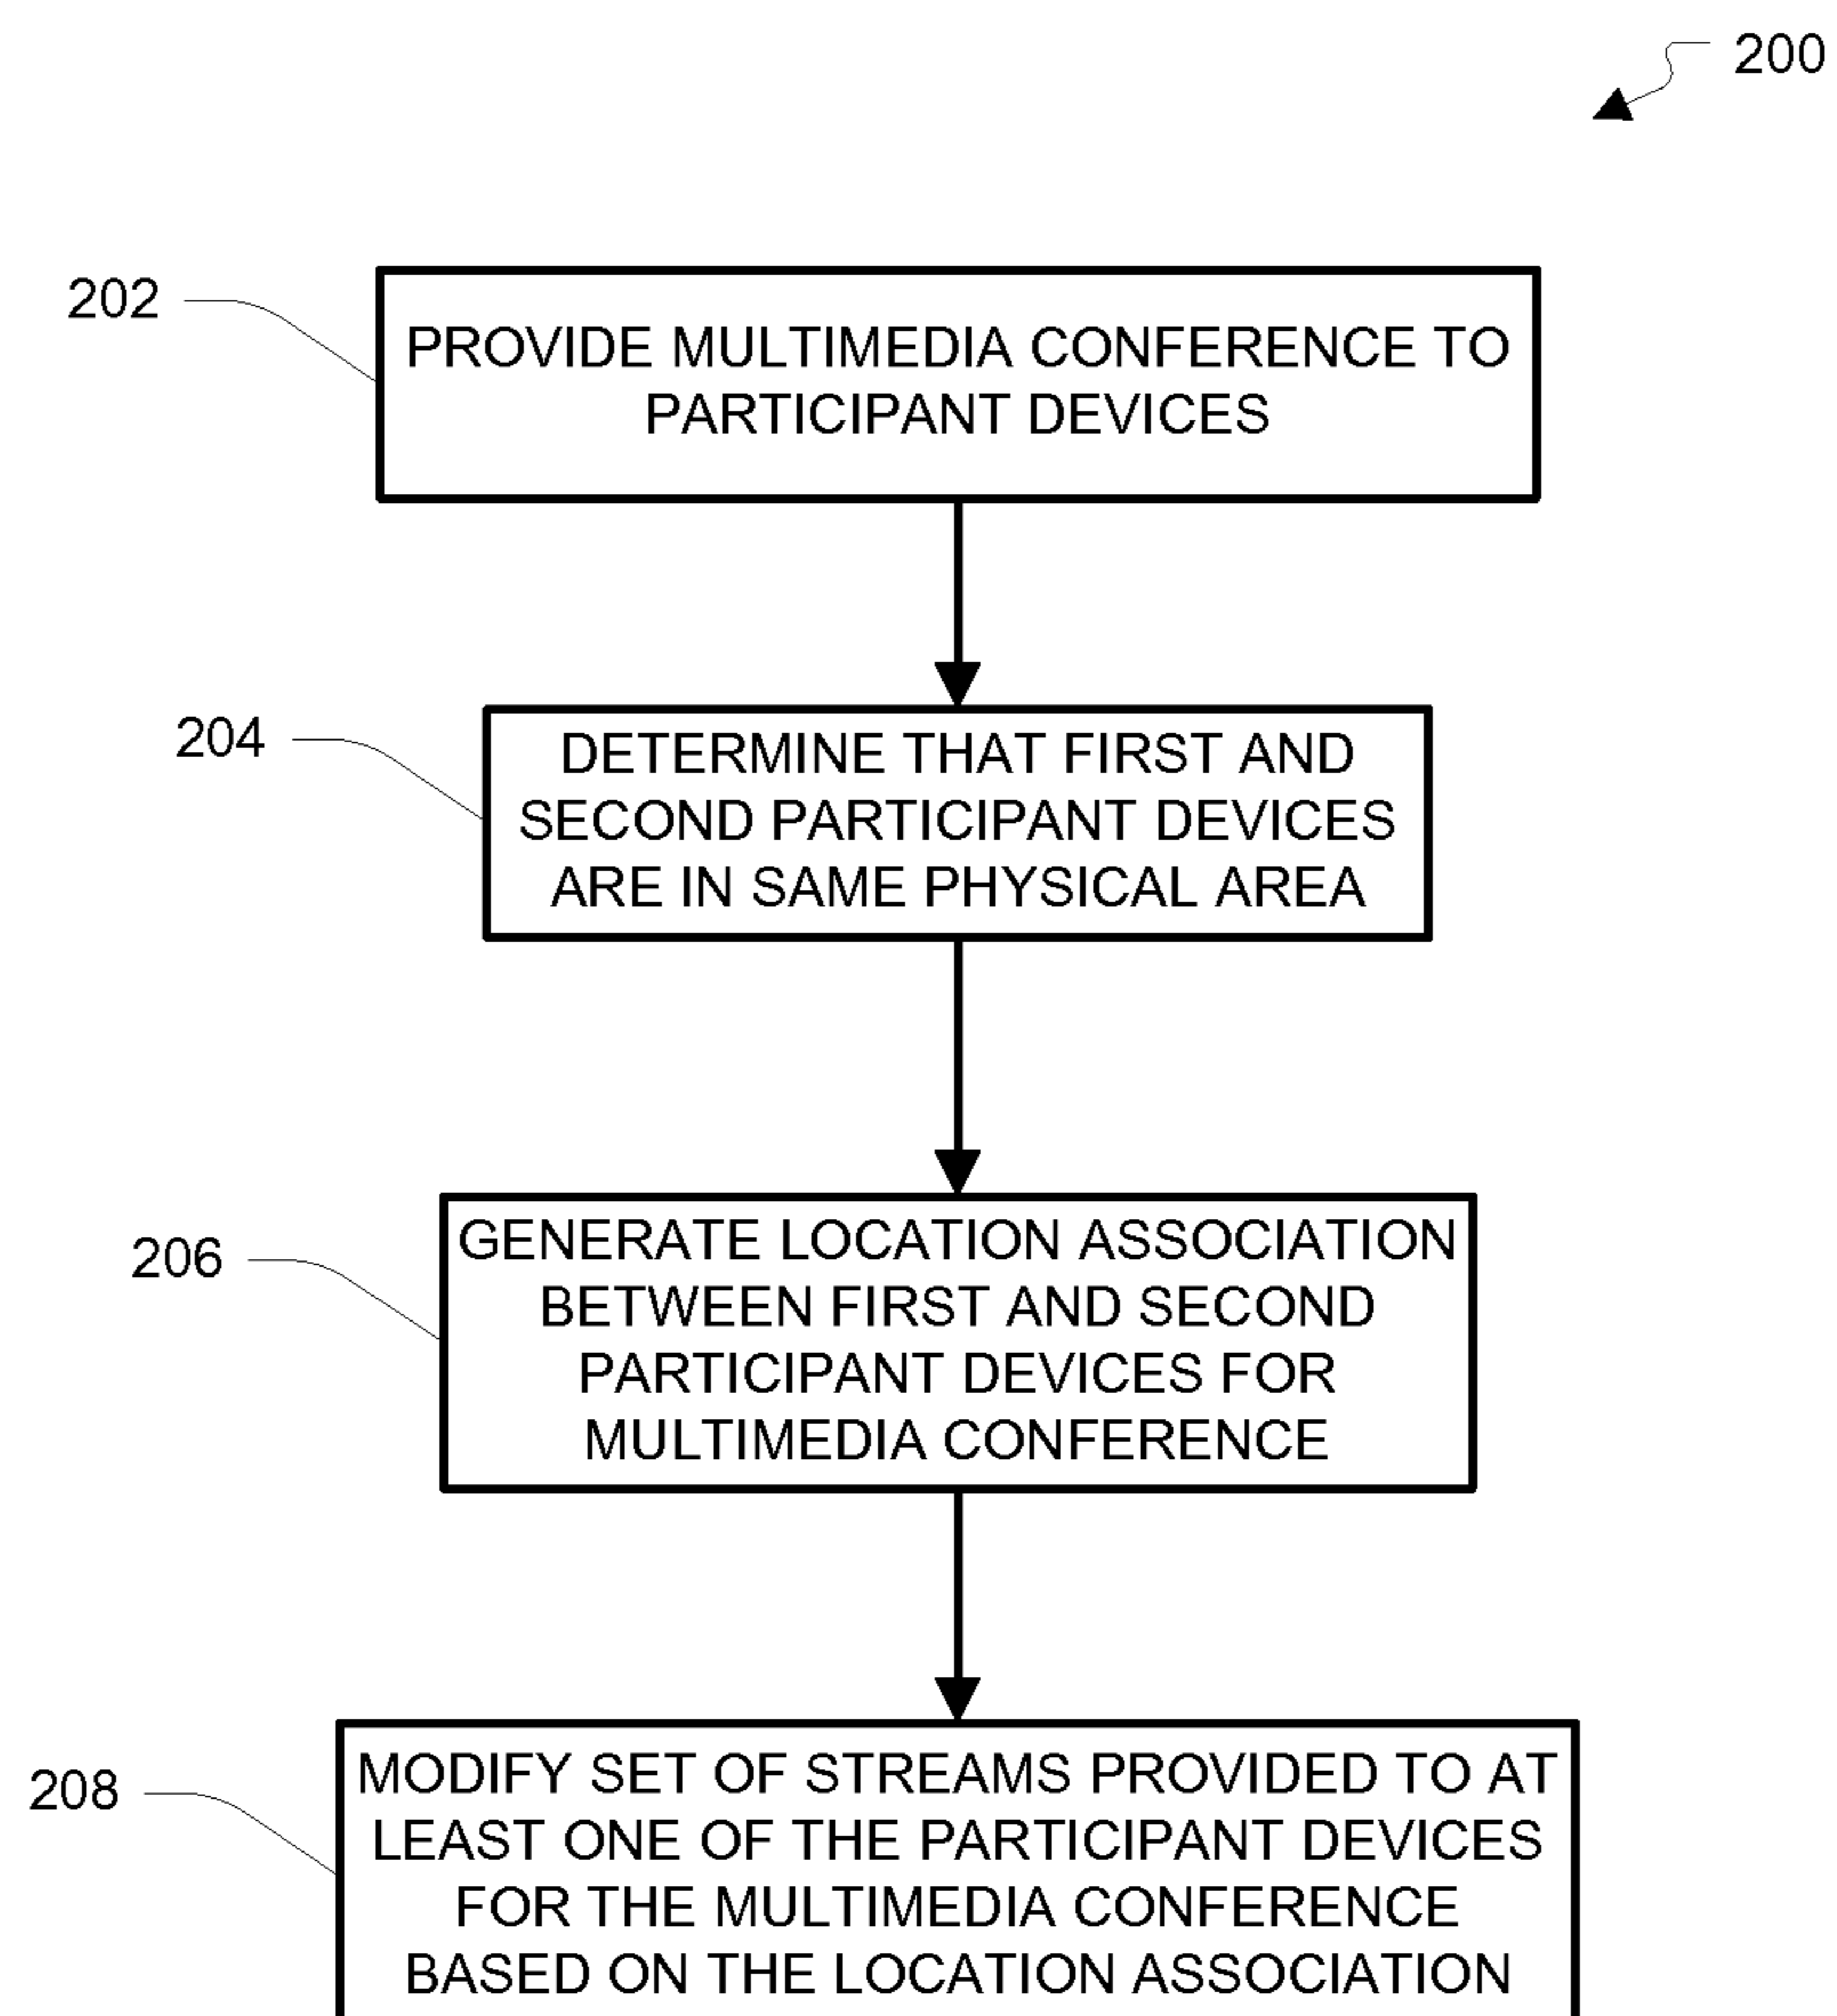 200
202
PROVIDE MULTIMEDIA CONFERENCE TO
PARTICIPANT DEVICES
204
DETERMINE THAT FIRST AND
SECOND PARTICIPANT DEVICES
ARE IN SAME PHYSICAL AREA
206
GENERATE LOCATION ASSOCIATION
BETWEEN FIRST AND SECOND
PARTICIPANT DEVICES FOR
MULTIMEDIA CONFERENCE
208
MODIFY SET OF STREAMS PROVIDED TO AT
LEAST ONE OF THE PARTICIPANT DEVICES
FOR THE MULTIMEDIA CONFERENCE
BASED ON THE LOCATION ASSOCIATION